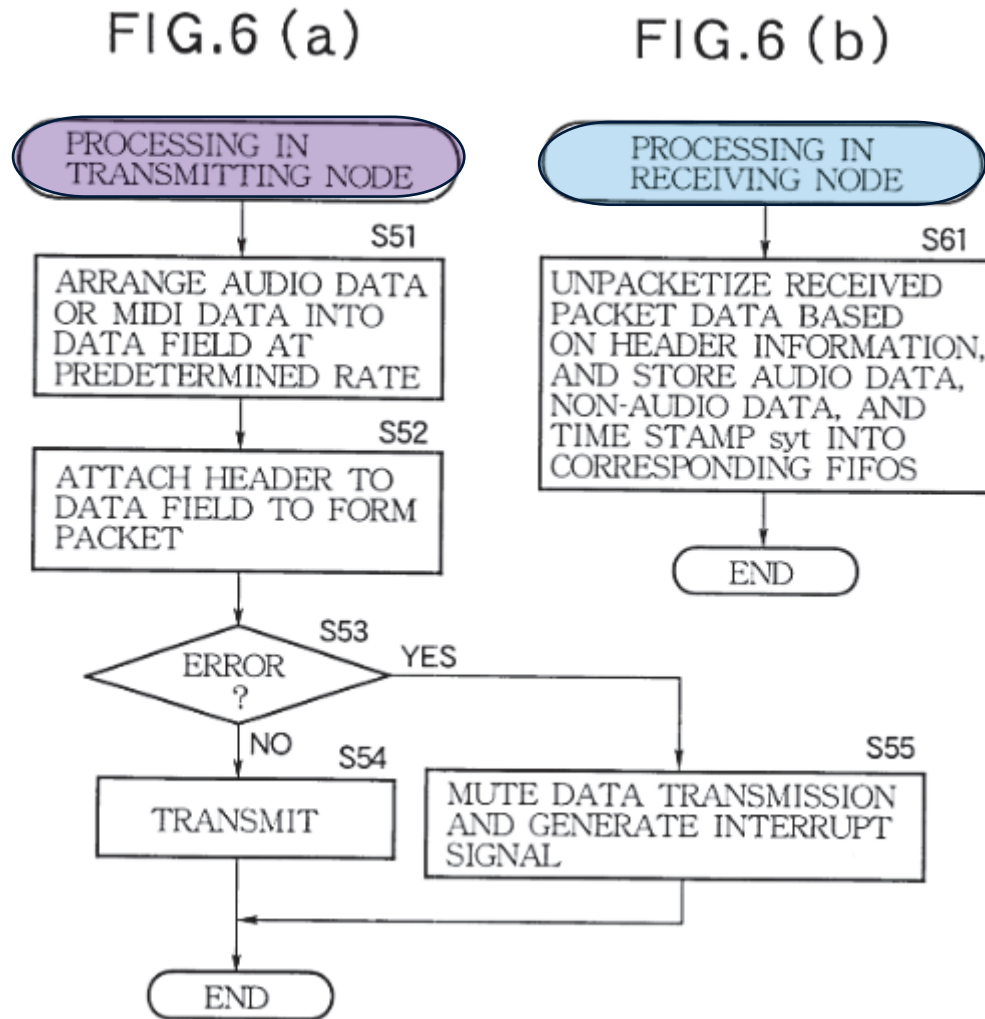 FIG.6 (a)
PROCESSING IN
TRANSMITTING NODE
S51
ARRANGE AUDIO DATA
OR MIDI DATA INTO
DATA FIELD AT
PREDETERMINED RATE
S52
ATTACH HEADER TO
DATA FIELD TO FORM
PACKET
S53
ERROR
?
YES
NO
S54
TRANSMIT
S55
MUTE DATA TRANSMISSION
AND GENERATE INTERRUPT
SIGNAL
END
FIG.6 (b)
PROCESSING IN
RECEIVING NODE
S61
UNPACKETIZE RECEIVED
PACKET DATA BASED
ON HEADER INFORMATION,
AND STORE AUDIO DATA,
NON-AUDIO DATA, AND
TIME STAMP syt INTO
CORRESPONDING FIFOS
END